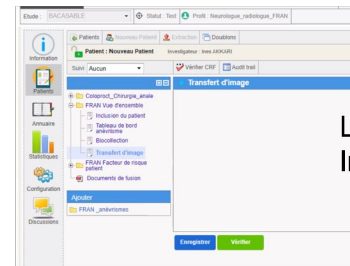 Etude : BACASABLE Statut : Test Profil : Neurologue_radiologue_FRAN
Patients Nouveau Patient Extraction Doublons
Patient : Nouveau Patient Investigateur : Ines AKKARI
Suivi Aucun Vérifier CRF Audit trail
Information
Patients
Annuaire
Statistiques
Configuration
Discussions
Coloproct_Chirurgie_anale
FRAN Vue d'ensemble
Inclusion du patient
Tableau de bord
anévrisme
Biocollection
Transfert d'image
FRAN Facteur de risque
patient
Documents de fusion
Ajouter
FRAN _anévrismes
Transfert d'image
Enregistrer Vérifier